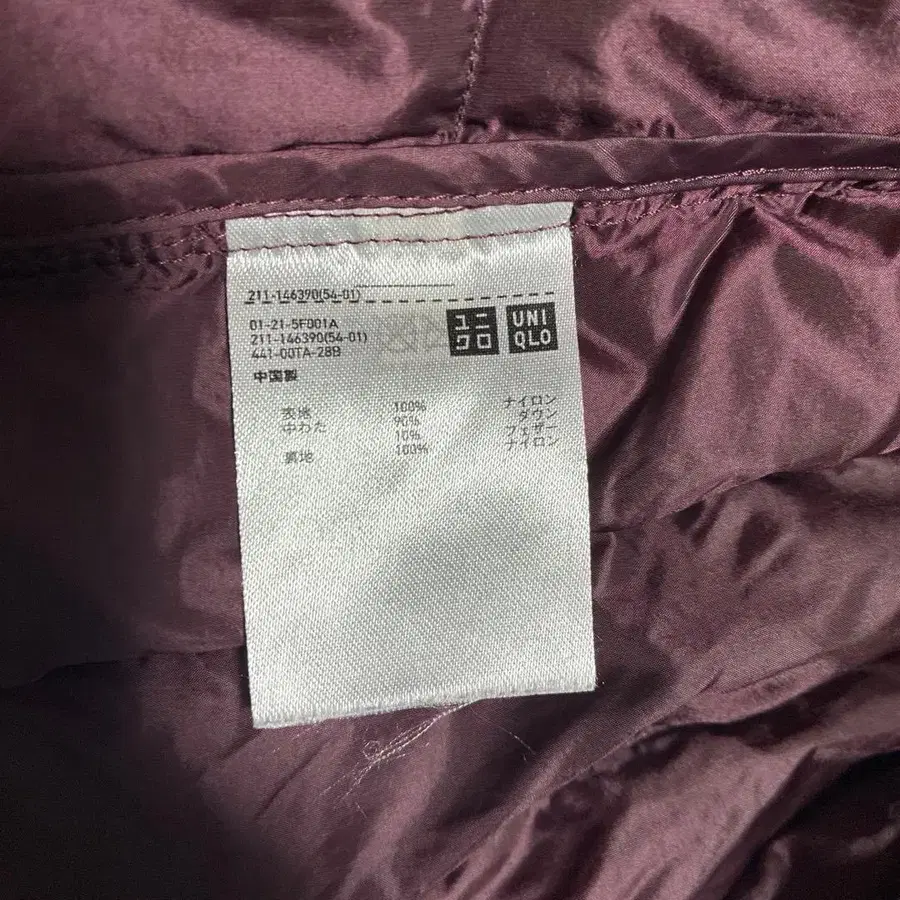 211-146390(54-01)
ユニクロ
UNI
QLO
01-21-5F001A
211-146390(54-01)
441-00TA-28B
中国製
表地 100% ナイロン
中わた 90% ダウン
10% フェザー
裏地 100% ナイロン